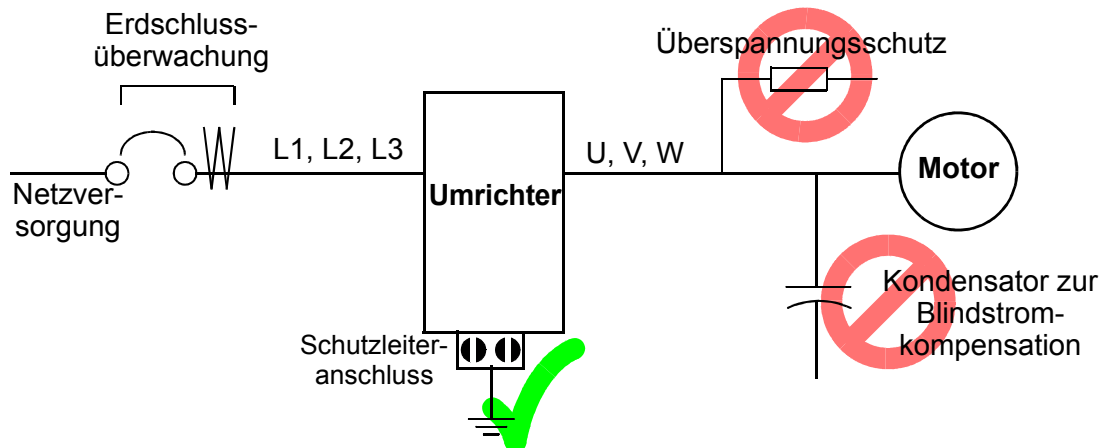 Erdschluss-
überwachung
Überspannungsschutz
L1, L2, L3
U, V, W
Netzver-
sorgung
Umrichter
Motor
Kondensator zur
Blindstrom-
kompensation
Schutzleiter-
anschluss